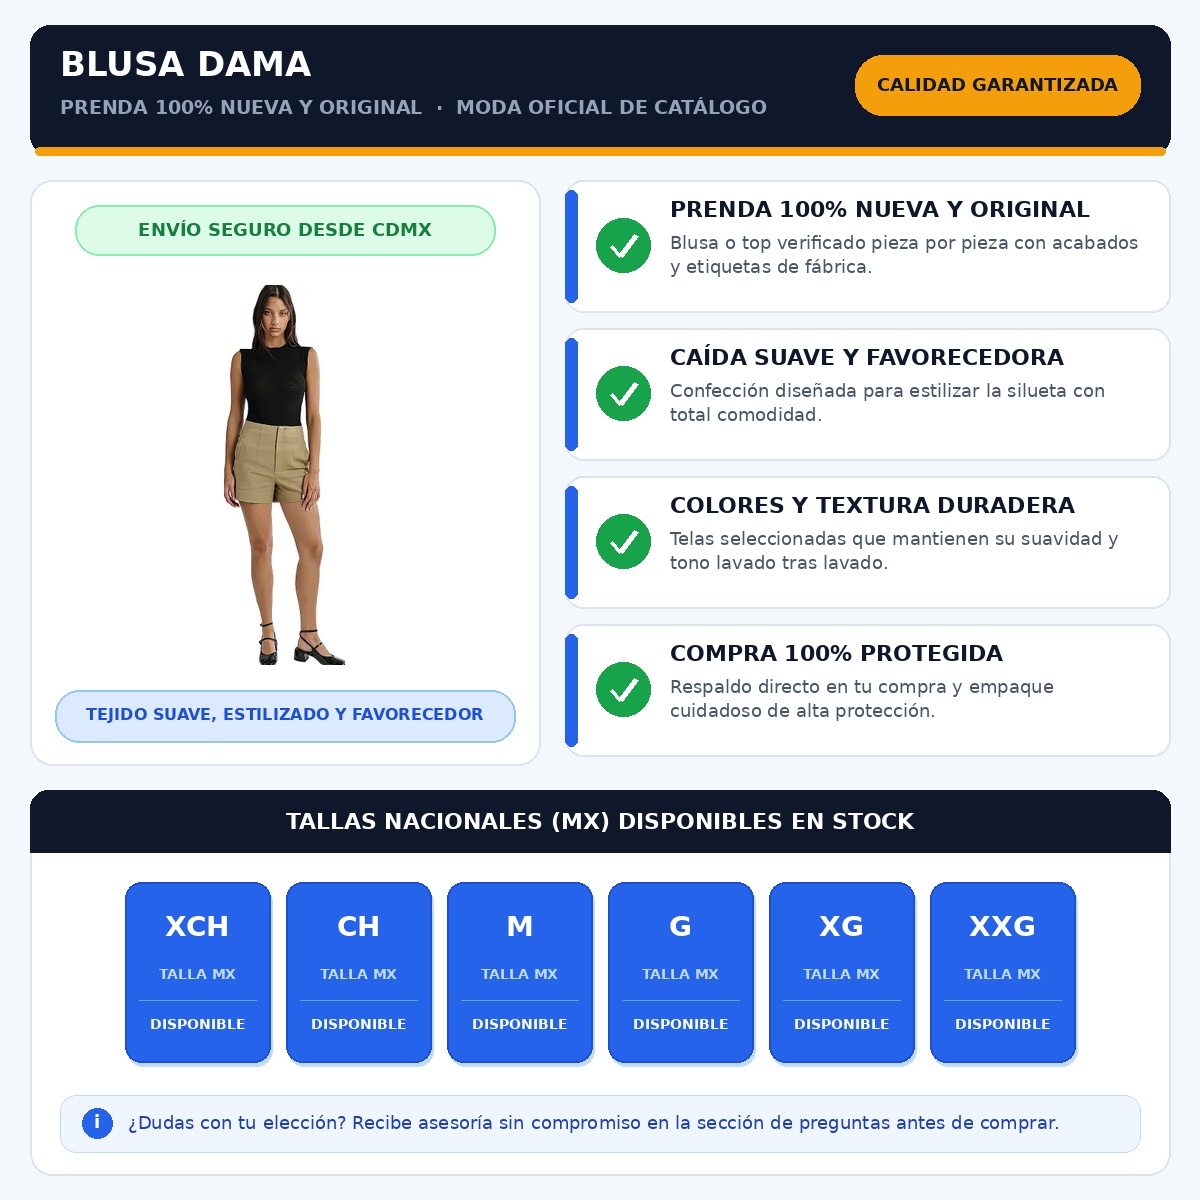 BLUSA DAMA
PRENDA 100% NUEVA Y ORIGINAL · MODA OFICIAL DE CATÁLOGO
CALIDAD GARANTIZADA
ENVÍO SEGURO DESDE CDMX
TEJIDO SUAVE, ESTILIZADO Y FAVORECEDOR
PRENDA 100% NUEVA Y ORIGINAL
Blusa o top verificado pieza por pieza con acabados
y etiquetas de fábrica.
CAÍDA SUAVE Y FAVORECEDORA
Confección diseñada para estilizar la silueta con
total comodidad.
COLORES Y TEXTURA DURADERA
Telas seleccionadas que mantienen su suavidad y
tono lavado tras lavado.
COMPRA 100% PROTEGIDA
Respaldo directo en tu compra y empaque
cuidadoso de alta protección.
TALLAS NACIONALES (MX) DISPONIBLES EN STOCK
XCH
TALLA MX
DISPONIBLE
CH
TALLA MX
DISPONIBLE
M
TALLA MX
DISPONIBLE
G
TALLA MX
DISPONIBLE
XG
TALLA MX
DISPONIBLE
XXG
TALLA MX
DISPONIBLE
i
¿Dudas con tu elección? Recibe asesoría sin compromiso en la sección de preguntas antes de comprar.